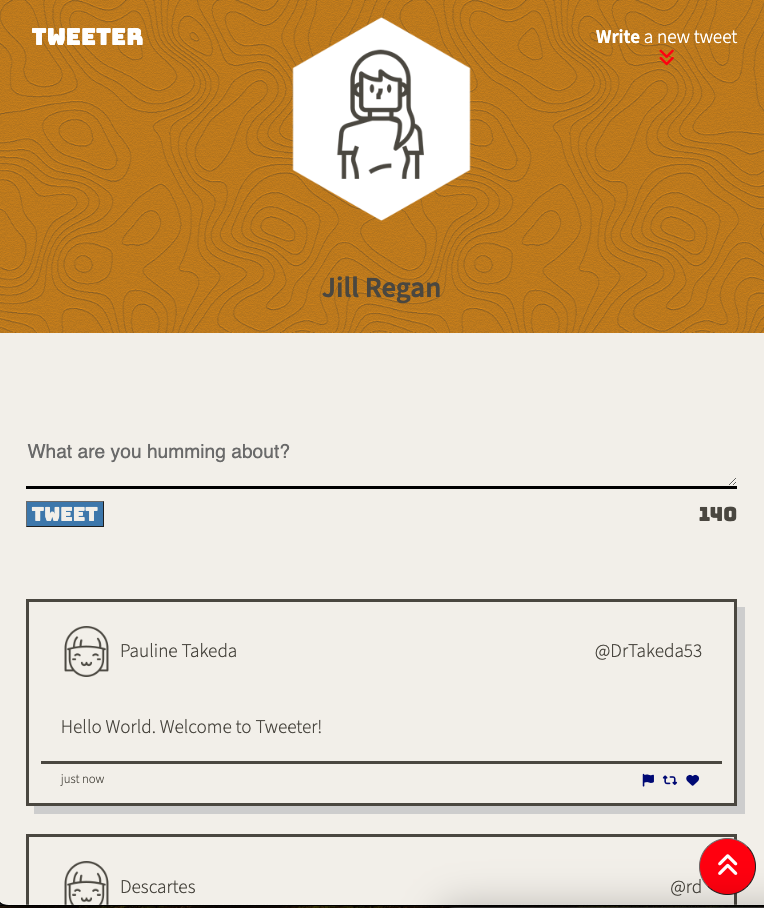 TWEETER
Write a new tweet
Jill Regan
What are you humming about?
TWEET
140
Pauline Takeda
@DrTakeda53
Hello World. Welcome to Tweeter!
just now
Descartes
@rd